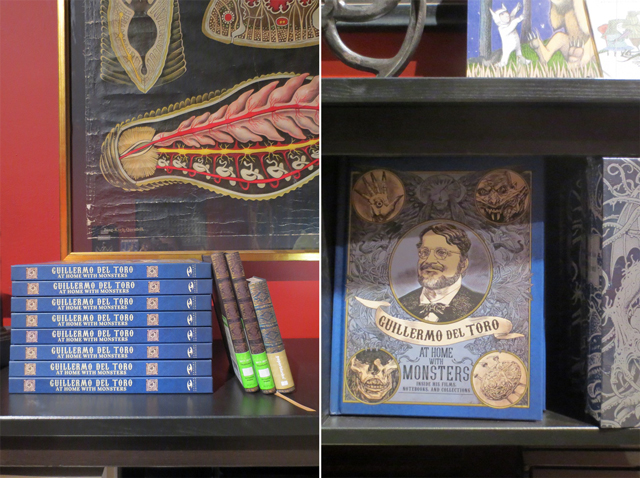 GUILLERMO DEL TORO
AT HOME WITH MONSTERS
GUILLERMO DEL TORO
AT HOME WITH MONSTERS
GUILLERMO DEL TORO
AT HOME WITH MONSTERS
GUILLERMO DEL TORO
AT HOME WITH MONSTERS
GUILLERMO DEL TORO
AT HOME WITH MONSTERS
GUILLERMO DEL TORO
AT HOME WITH MONSTERS
GUILLERMO DEL TORO
AT HOME WITH MONSTERS
GUILLERMO DEL TORO
AT HOME WITH MONSTERS
GUILLERMO DEL TORO
AT HOME
WITH
MONSTERS
INSIDE HIS FILMS,
NOTEBOOKS, AND COLLECTIONS